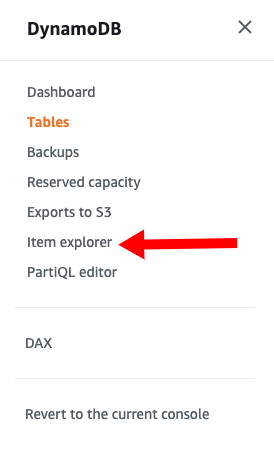 DynamoDB
Dashboard
Tables
Backups
Reserved capacity
Exports to S3
Item explorer
PartiQL editor
DAX
Revert to the current console